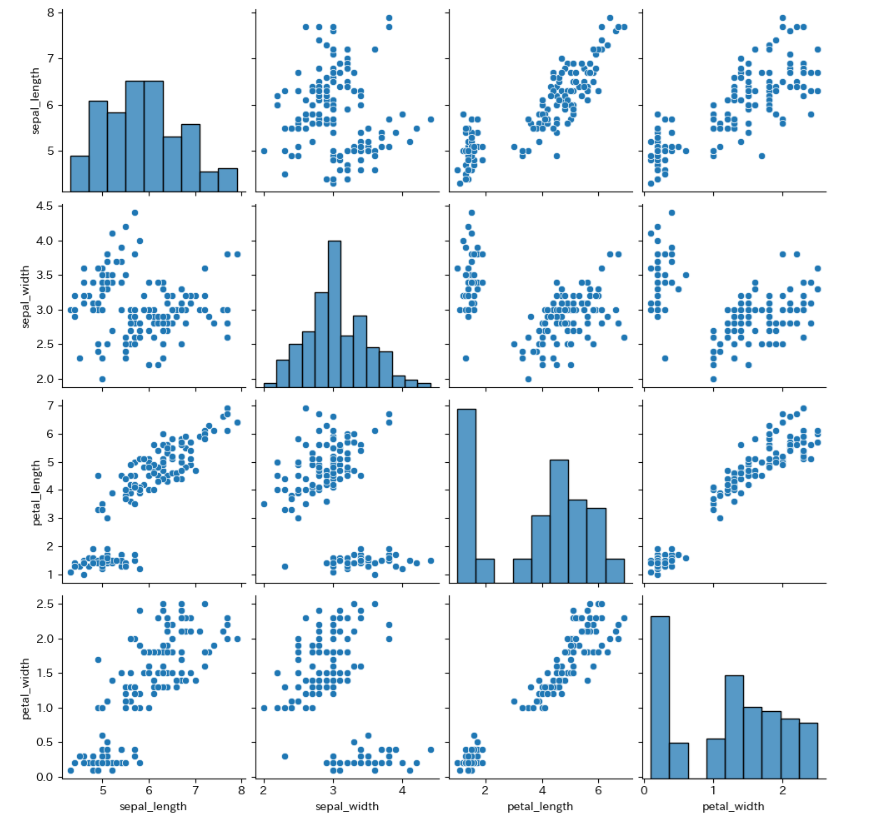 8
7
6
5
sepal_length
4.5
4.0
3.5
3.0
2.5
2.0
sepal_width
7
6
5
4
3
2
1
petal_length
2.5
2.0
1.5
1.0
0.5
0.0
petal_width
5 6 7 8
sepal_length
2 3 4
sepal_width
2 4 6
petal_length
0 1 2
petal_width